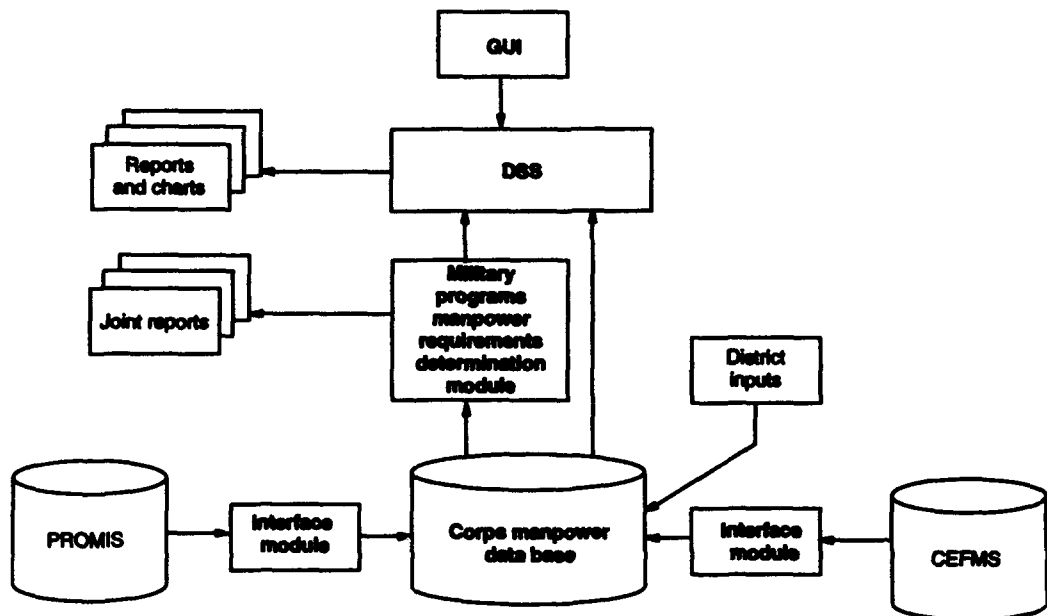 GUI
DSS
Reports
and charts
Military
programs
manpower
requirements
determination
module
Joint reports
District
inputs
PROMIS
Interface
module
Corps manpower
data base
Interface
module
CEFMS